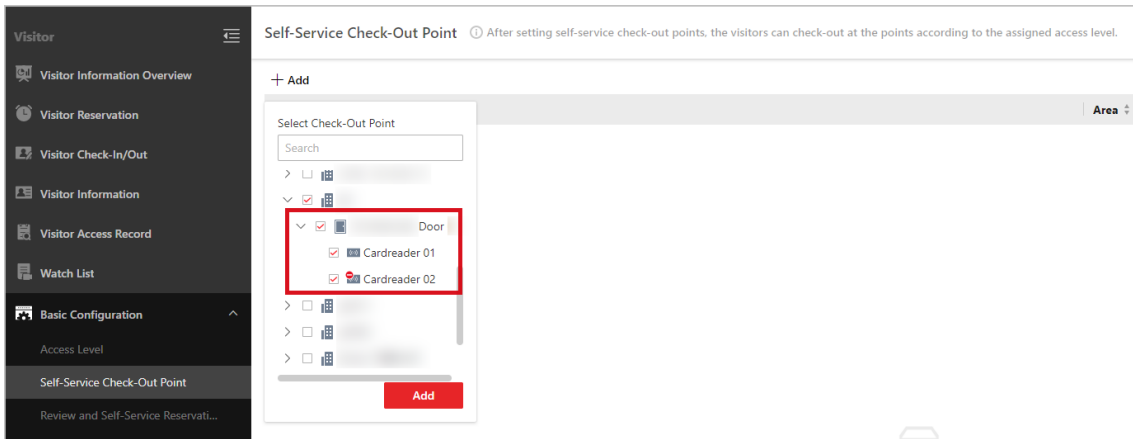 Visitor
Visitor Information Overview
Visitor Reservation
Visitor Check-In/Out
Visitor Information
Visitor Access Record
Watch List
Basic Configuration
Access Level
Self-Service Check-Out Point
Review and Self-Service Reservati...
Self-Service Check-Out Point After setting self-service check-out points, the visitors can check-out at the points according to the assigned access level.
+ Add
Area
Select Check-Out Point
Search
Door
Cardreader 01
Cardreader 02
Add